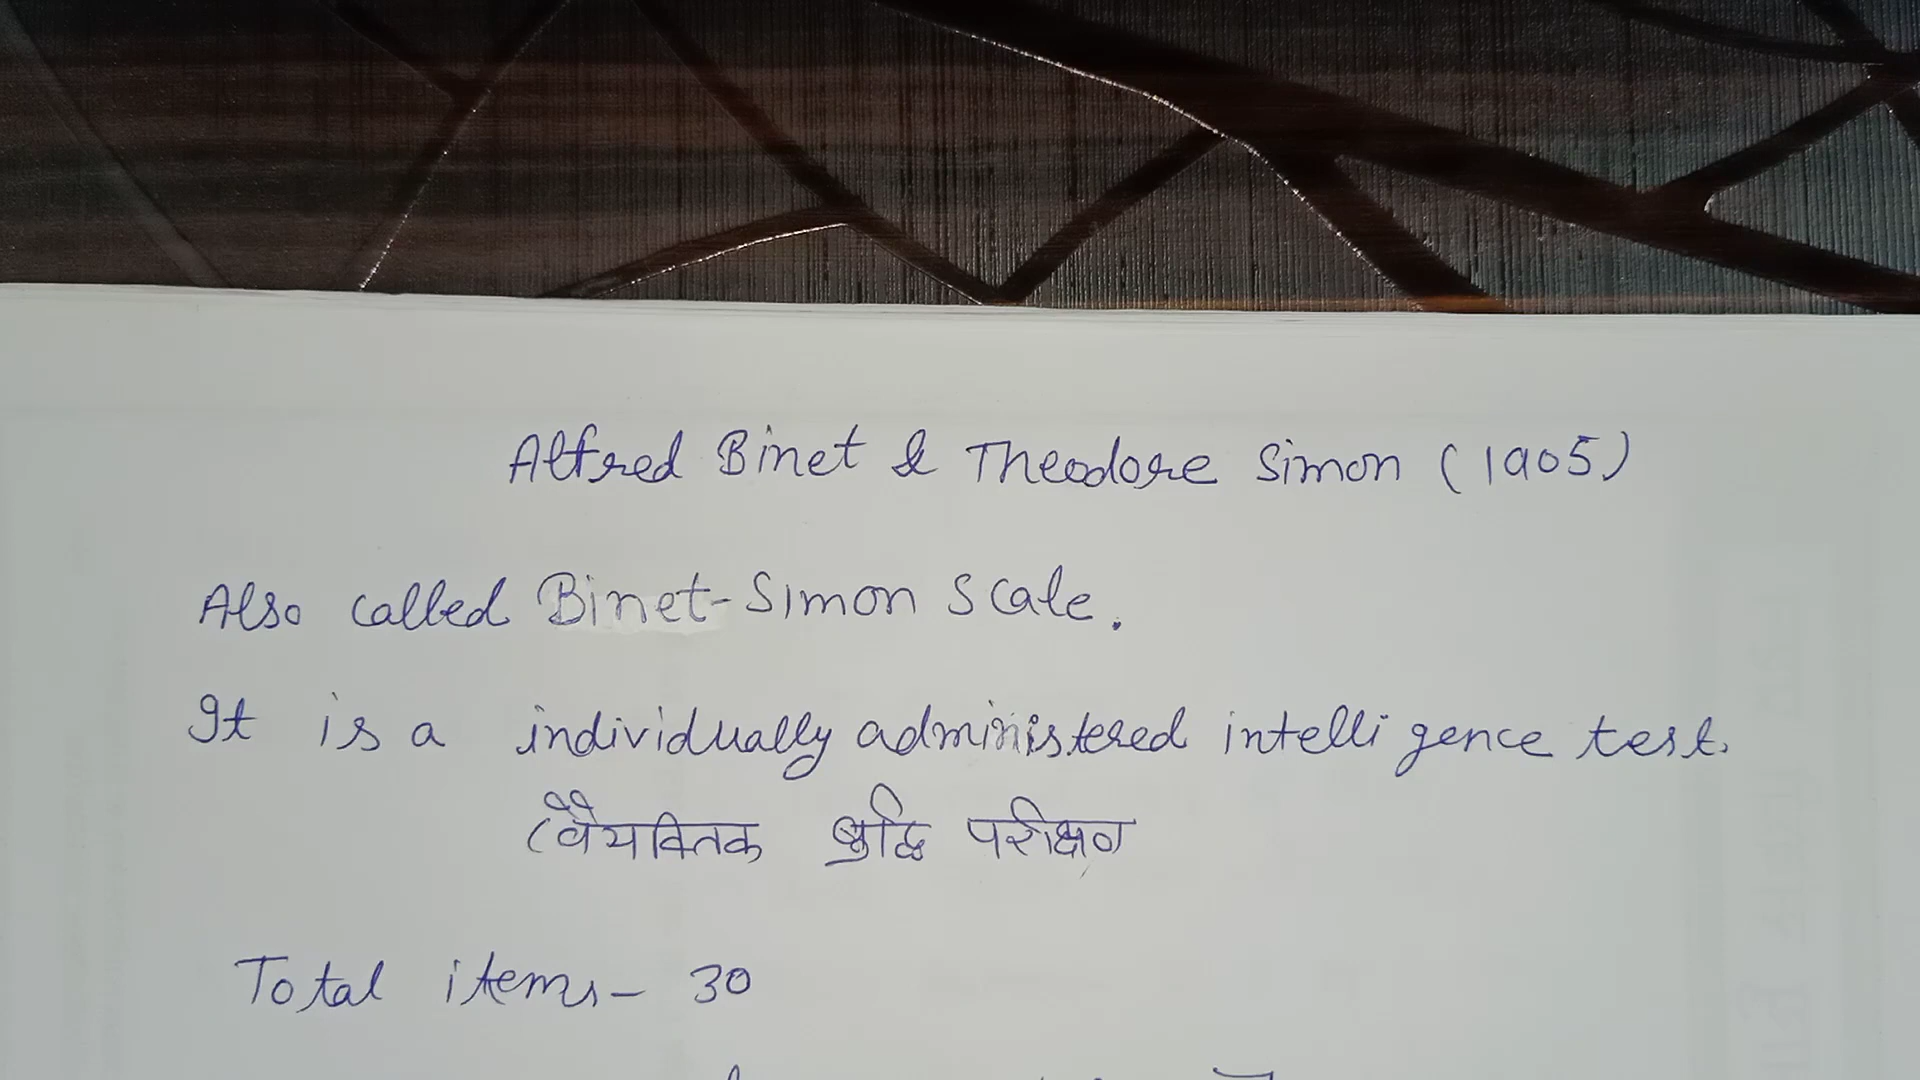 Alfred Binet & Theodore Simon (1905)
Also called Binet-Simon Scale.
It is a individually administered intelligence test.
(वैयक्तिक बुद्धि परीक्षण
Total items- 30